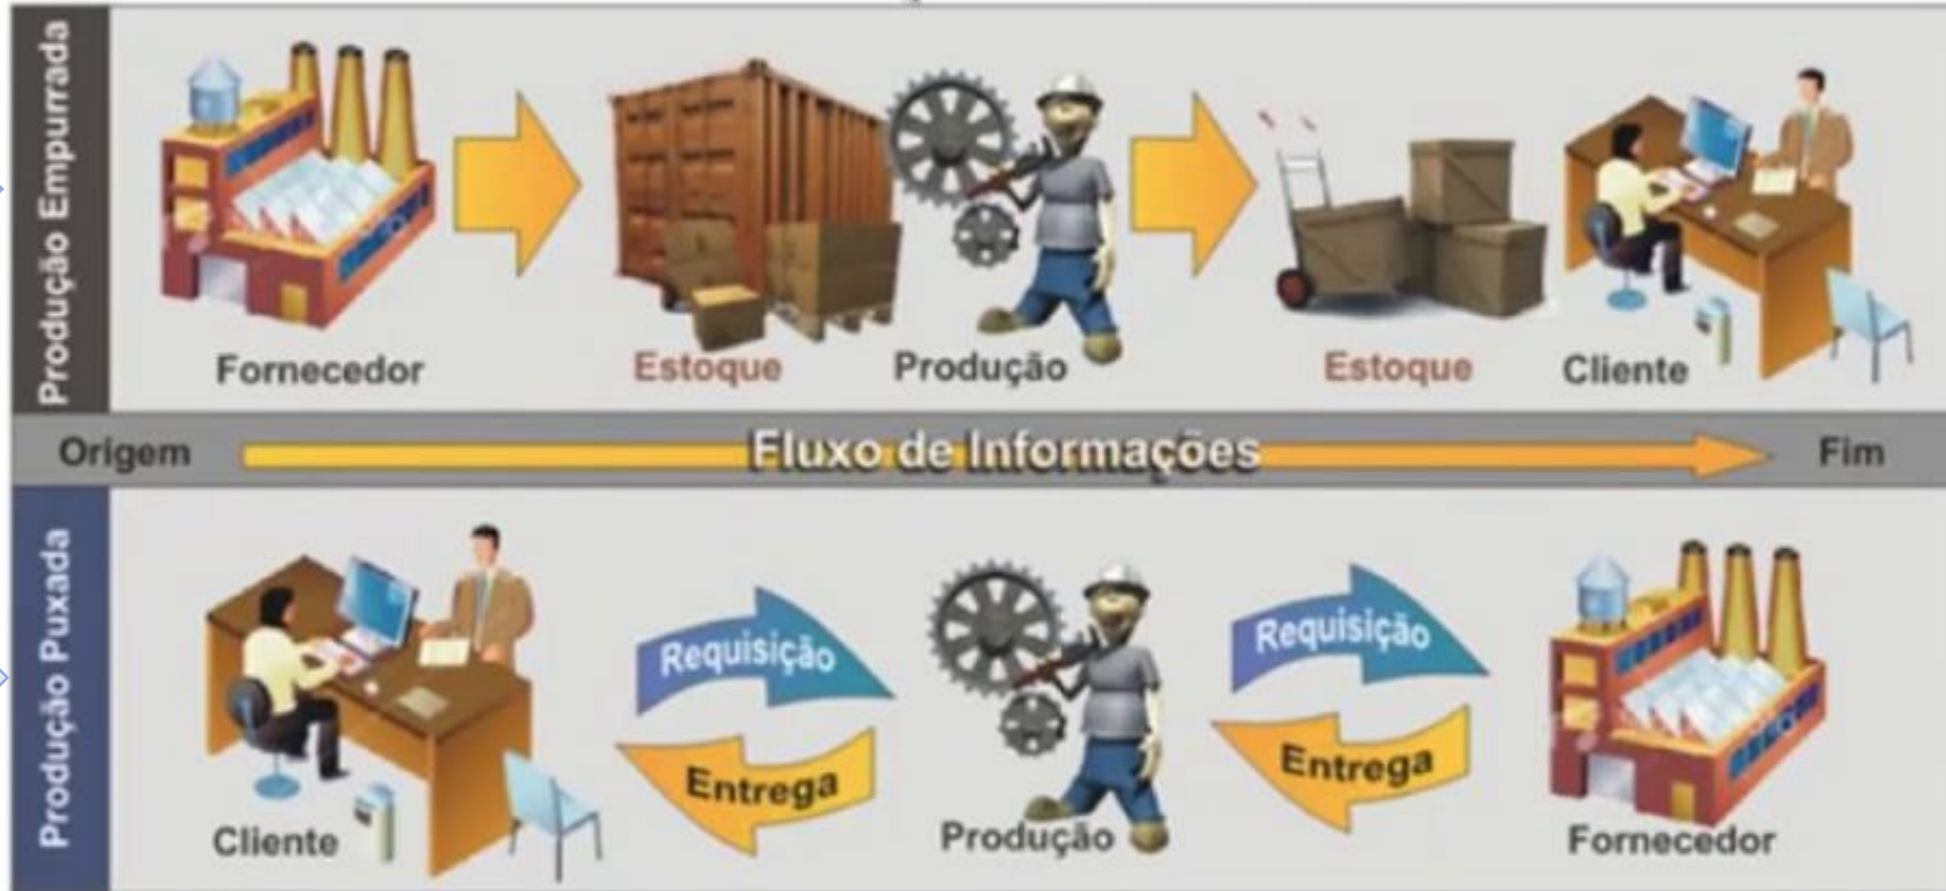 Produção Empurrada
Fornecedor
Estoque
Produção
Estoque
Cliente
Origem
Fluxo de Informações
Fim
Produção Puxada
Requisição
Requisição
Entrega
Entrega
Cliente
Produção
Fornecedor